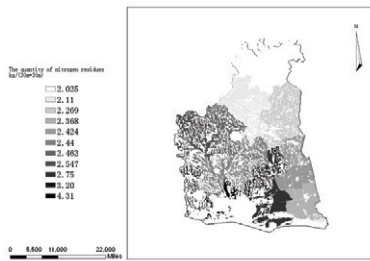 N
The quantity of nitrogen residues
kg/(30m*30m)
2.025
2.11
2.269
2.368
2.424
2.44
2.462
2.547
2.75
3.20
4.31
0 5,500 11,000 22,000
Miles